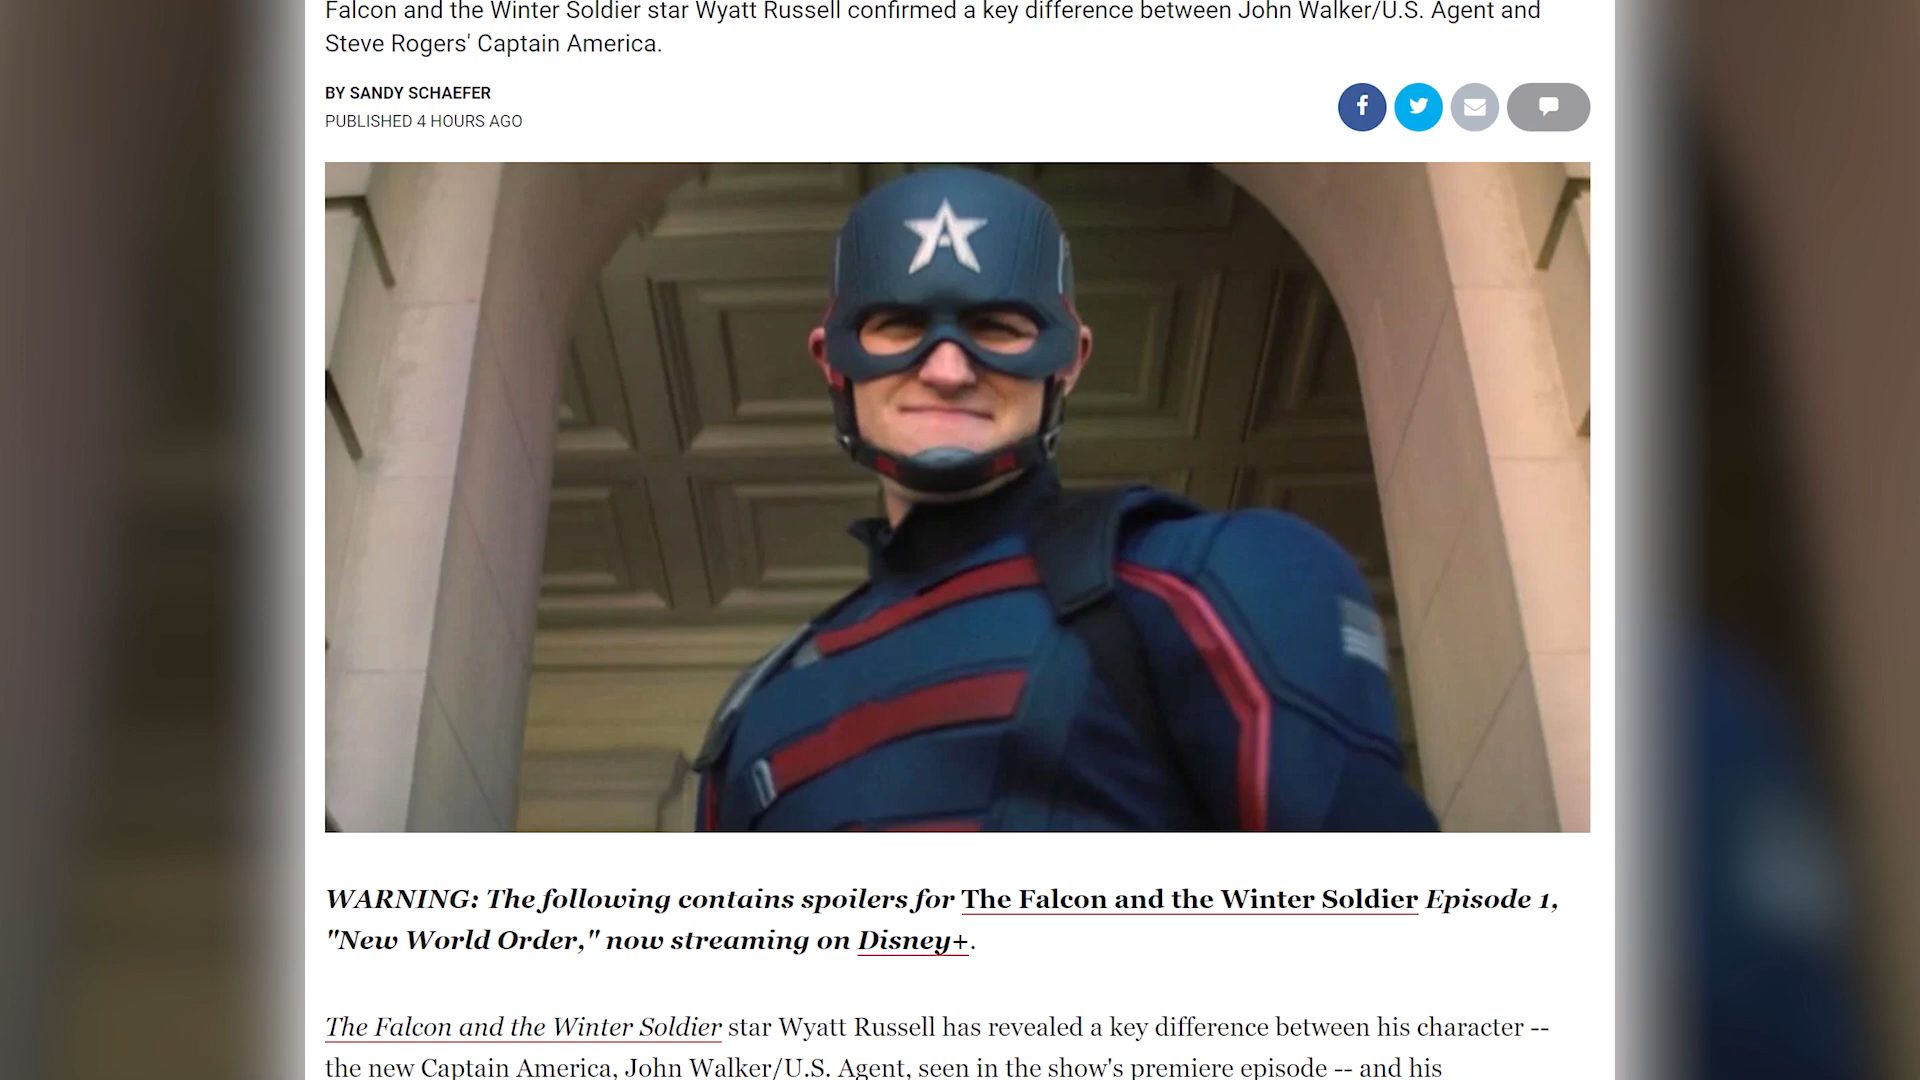 Falcon and the Winter Soldier star Wyatt Russell confirmed a key difference between John Walker/U.S. Agent and
Steve Rogers' Captain America.
BY SANDY SCHAEFER
PUBLISHED 4 HOURS AGO
f
A
WARNING: The following contains spoilers for The Falcon and the Winter Soldier Episode 1,
"New World Order," now streaming on Disney+.
The Falcon and the Winter Soldier star Wyatt Russell has revealed a key difference between his character --
the new Captain America, John Walker/U.S. Agent, seen in the show's premiere episode -- and his